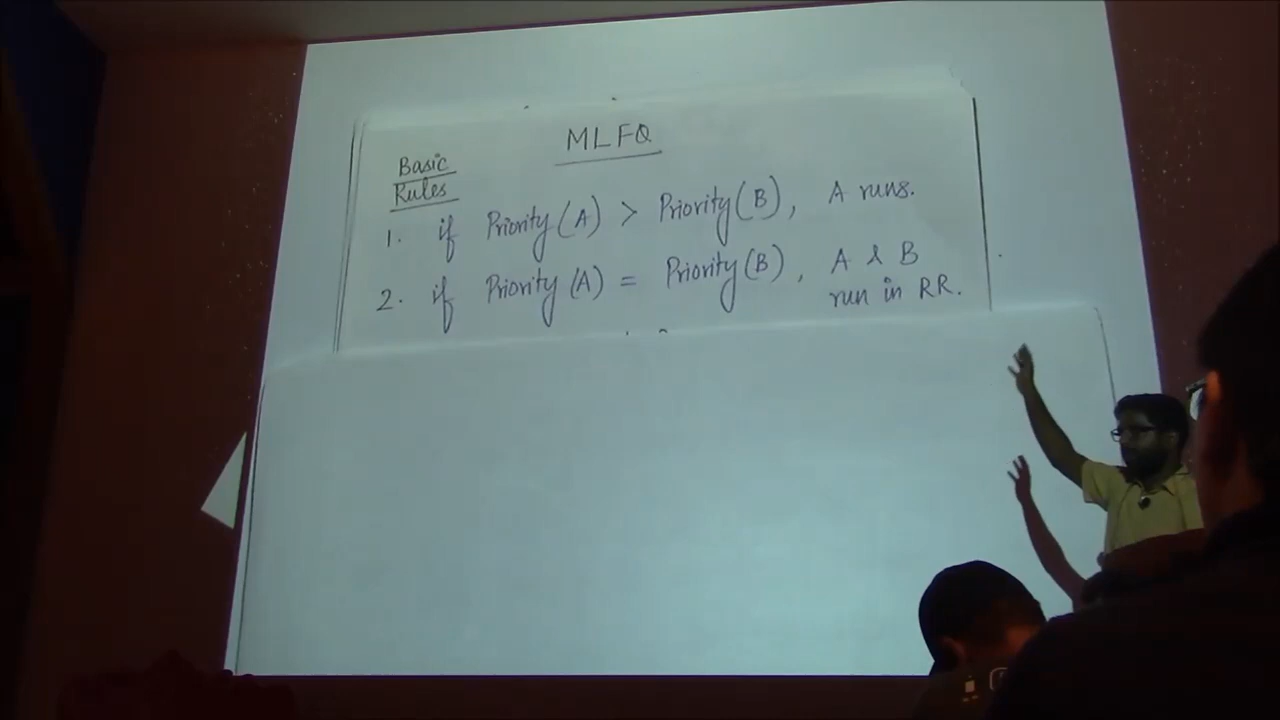 MLFQ
Basic
Rules
1. if Priority(A) > Priority(B), A runs.
2. if Priority(A) = Priority(B), A & B
run in RR.